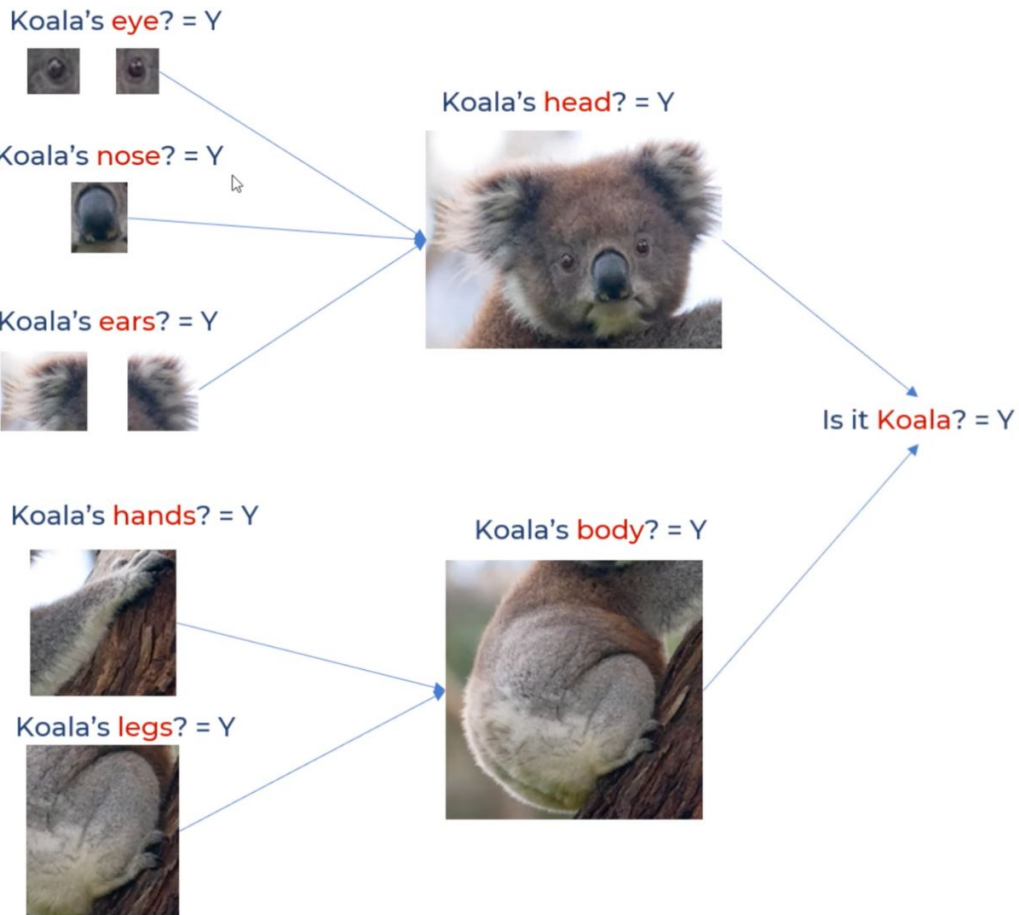 Koala's eye? = Y
Koala's nose? = Y
Koala's ears? = Y
Koala's head? = Y
Koala's hands? = Y
Koala's legs? = Y
Koala's body? = Y
Is it Koala? = Y